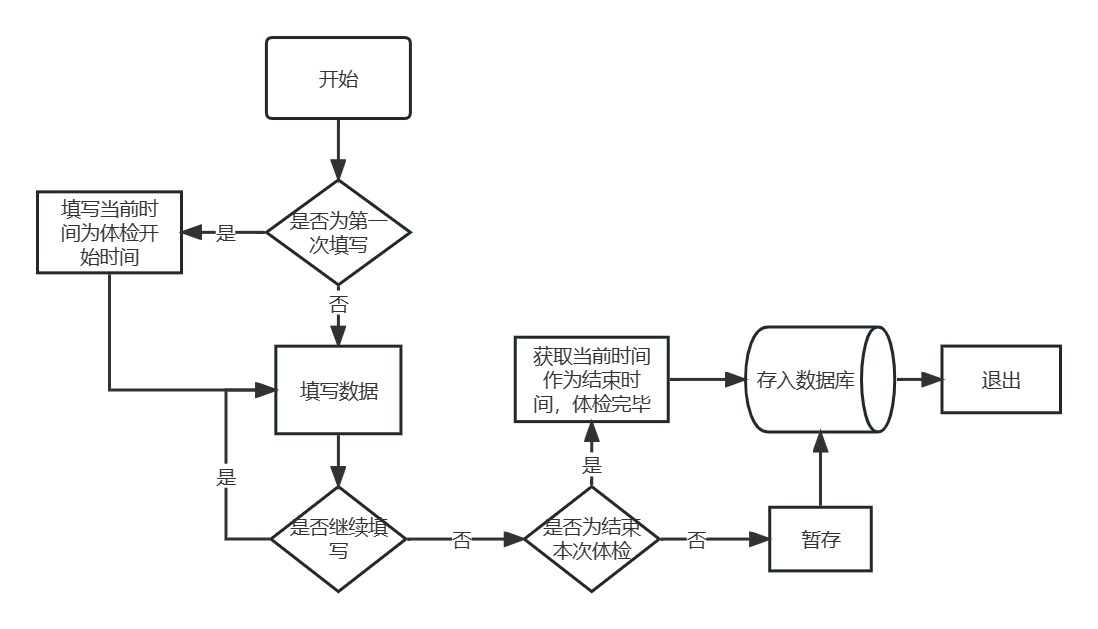 开始
是否为第一
次填写
是
填写当前时
间为体检开
始时间
否
填写数据
是
是否继续填
写
否
是否为结束
本次体检
是
获取当前时间
作为结束时
间，体检完毕
否
暂存
存入数据库
退出